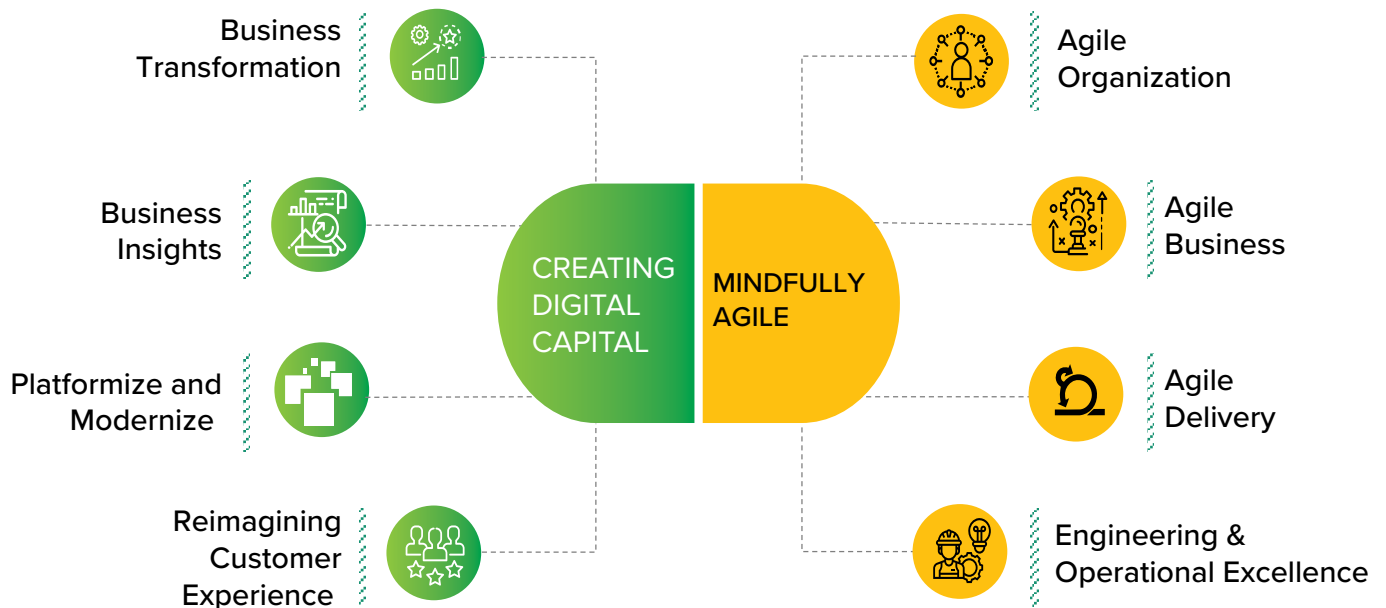 Business
Transformation
Business
Insights
Platformize and
Modernize
Reimagining
Customer
Experience
CREATING
DIGITAL
CAPITAL
MINDFULLY
AGILE
Agile
Organization
Agile
Business
Agile
Delivery
Engineering &
Operational Excellence